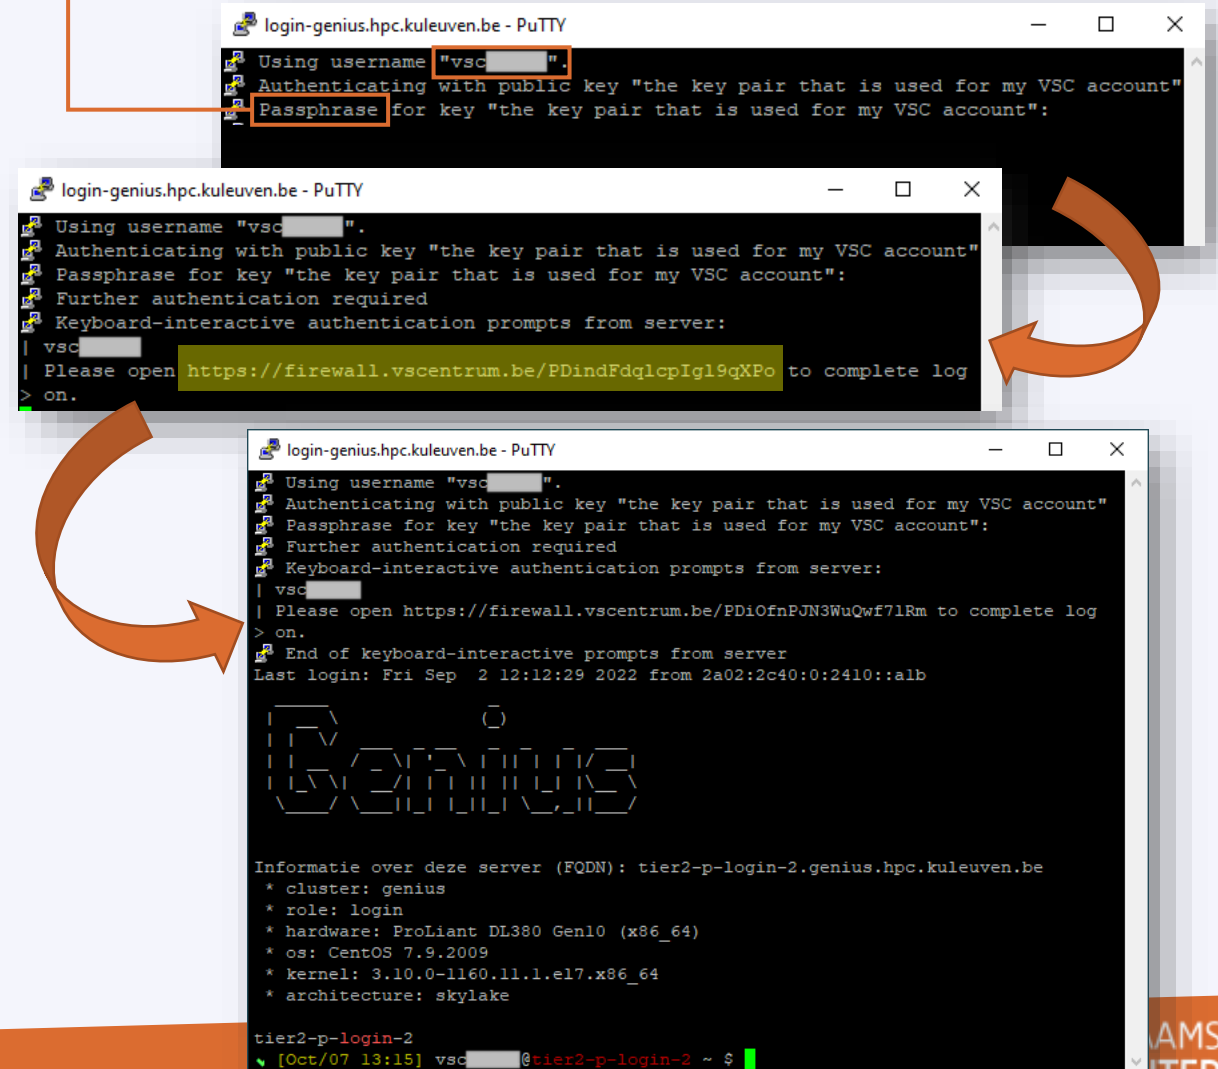 login-genius.hpc.kuleuven.be - PuTTY
Using username "vsc ".
Authenticating with public key "the key pair that is used for my VSC account"
Passphrase for key "the key pair that is used for my VSC account":
login-genius.hpc.kuleuven.be - PuTTY
Using username "vsc ".
Authenticating with public key "the key pair that is used for my VSC account"
Passphrase for key "the key pair that is used for my VSC account":
Further authentication required
Keyboard-interactive authentication prompts from server:
| vsc
| Please open https://firewall.vscentrum.be/PDindFdqlcpIgl9qXPo to complete log
> on.
login-genius.hpc.kuleuven.be - PuTTY
Using username "vsc ".
Authenticating with public key "the key pair that is used for my VSC account"
Passphrase for key "the key pair that is used for my VSC account":
Further authentication required
Keyboard-interactive authentication prompts from server:
| vsc
| Please open https://firewall.vscentrum.be/PDiOfnPJN3WuQwf7lRm to complete log
> on.
End of keyboard-interactive prompts from server
Last login: Fri Sep  2 12:12:29 2022 from 2a02:2c40:0:2410::a1b
Genius
Informatie over deze server (FQDN): tier2-p-login-2.genius.hpc.kuleuven.be
* cluster: genius
* role: login
* hardware: ProLiant DL380 Gen10 (x86_64)
* os: CentOS 7.9.2009
* kernel: 3.10.0-1160.11.1.el7.x86_64
* architecture: skylake
tier2-p-login-2
[Oct/07 13:15] vsc @tier2-p-login-2 ~ $